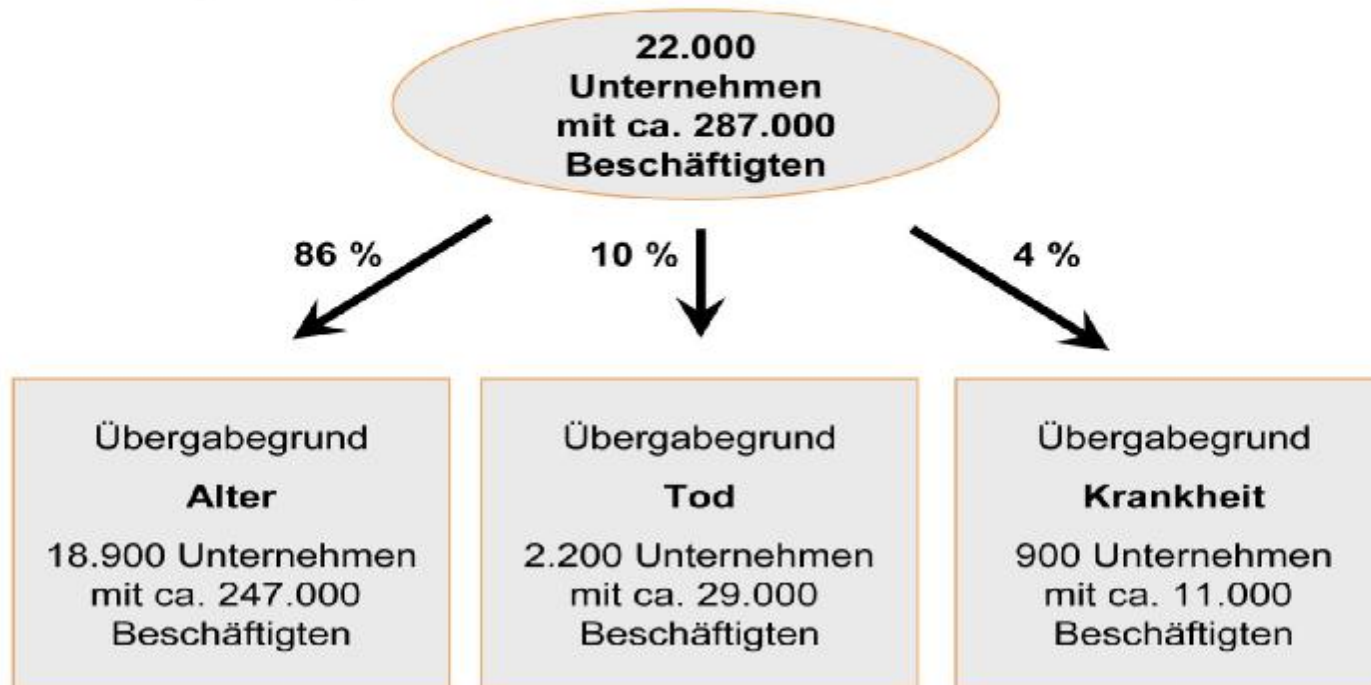 22.000
Unternehmen
mit ca. 287.000
Beschäftigten
86 %
10 %
4 %
Übergabegrund
Alter
18.900 Unternehmen
mit ca. 247.000
Beschäftigten
Übergabegrund
Tod
2.200 Unternehmen
mit ca. 29.000
Beschäftigten
Übergabegrund
Krankheit
900 Unternehmen
mit ca. 11.000
Beschäftigten